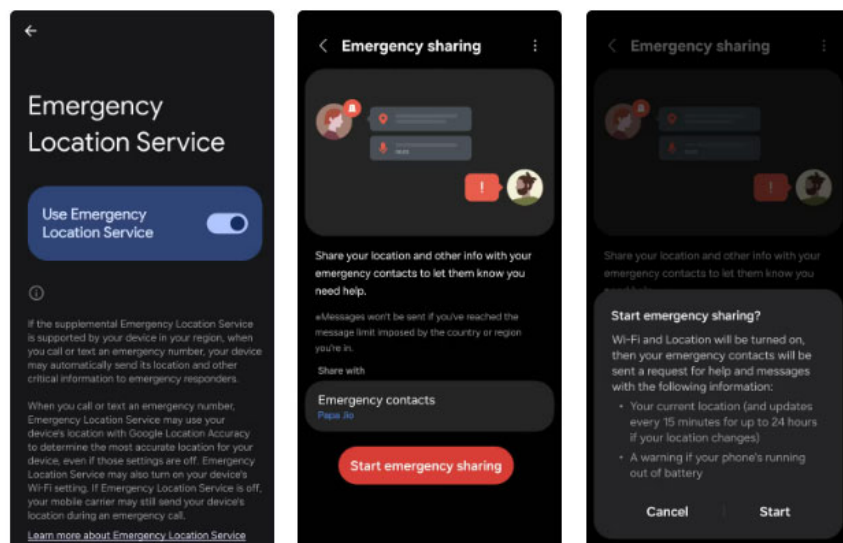 Emergency
Location Service
Use Emergency
Location Service
If the supplemental Emergency Location Service
is supported by your device in your region, when
you call or text an emergency number, your device
may automatically send its location and other
critical information to emergency responders.
When you call or text an emergency number,
Emergency Location Service may use your
device's location with Google Location Accuracy
to determine the most accurate location for your
device, even if those settings are off. Emergency
Location Service may also turn on your device's
Wi-Fi setting. If Emergency Location Service is off,
your mobile carrier may still send your device's
location during an emergency call.
Learn more about Emergency Location Service
Emergency sharing
!
Share your location and other info with your
emergency contacts to let them know you
need help.
※Messages won't be sent if you've reached the
message limit imposed by the country or region
you're in.
Share with
Emergency contacts
Papa Jio
Start emergency sharing
Emergency sharing
!
Share your location and other info with your
emergency contacts to let them know you
need help.
Start emergency sharing?
Wi-Fi and Location will be turned on,
then your emergency contacts will be
sent a request for help and messages
with the following information:
• Your current location (and updates
every 15 minutes for up to 24 hours
if your location changes)
• A warning if your phone's running
out of battery
Cancel
Start